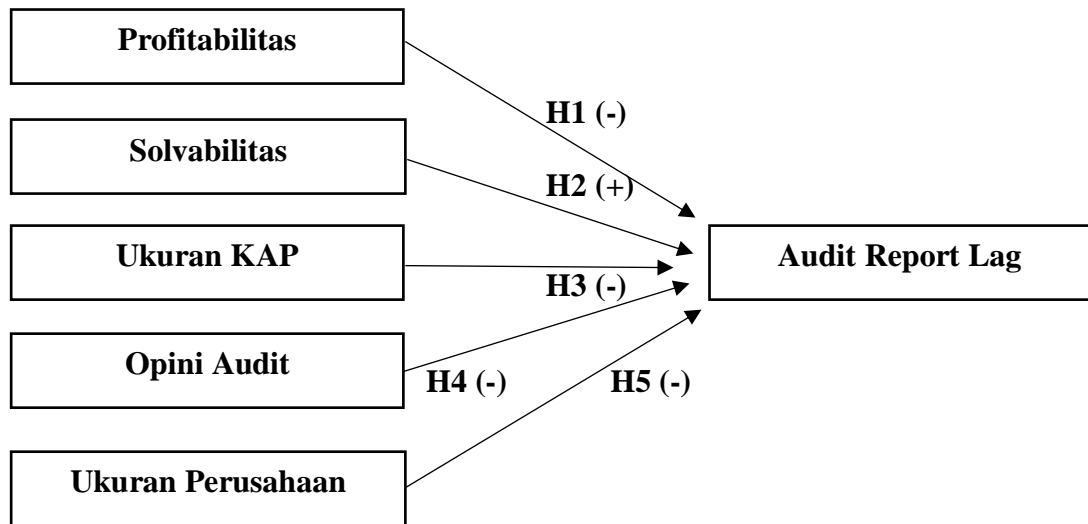 Profitabilitas
H1 (-)
Solvabilitas
H2 (+)
Ukuran KAP
Audit Report Lag
H3 (-)
Opini Audit
H4 (-)
H5 (-)
Ukuran Perusahaan